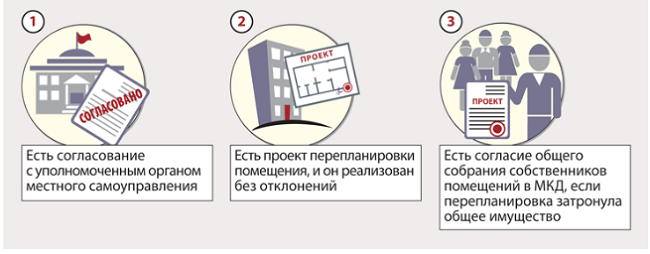 1
2
3
СОГЛАСОВАНО
ПРОЕКТ
ПРОЕКТ
Есть согласование
с уполномоченным органом
местного самоуправления
Есть проект перепланировки
помещения, и он реализован
без отклонений
Есть согласие общего
собрания собственников
помещений в МКД, если
перепланировка затронула
общее имущество